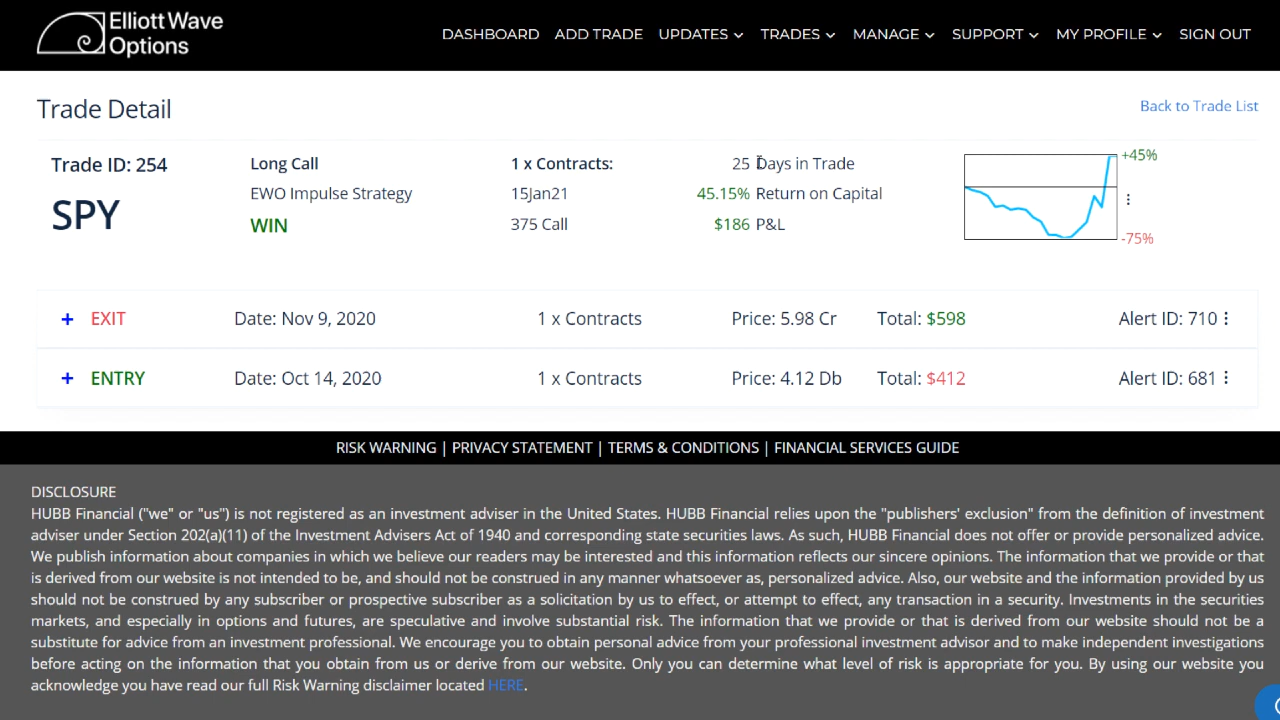 Elliott Wave
Options
DASHBOARD ADD TRADE UPDATES TRADES MANAGE SUPPORT MY PROFILE SIGN OUT
Trade Detail
Back to Trade List
Trade ID: 254
SPY
Long Call
EWO Impulse Strategy
WIN
1 x Contracts:
15Jan21
375 Call
25 Days in Trade
45.15% Return on Capital
$186 P&L
+45%
-75%
+ EXIT Date: Nov 9, 2020 1 x Contracts Price: 5.98 Cr Total: $598 Alert ID: 710
+ ENTRY Date: Oct 14, 2020 1 x Contracts Price: 4.12 Db Total: $412 Alert ID: 681
RISK WARNING | PRIVACY STATEMENT | TERMS & CONDITIONS | FINANCIAL SERVICES GUIDE
DISCLOSURE
HUBB Financial ("we" or "us") is not registered as an investment adviser in the United States. HUBB Financial relies upon the "publishers' exclusion" from the definition of investment
adviser under Section 202(a)(11) of the Investment Advisers Act of 1940 and corresponding state securities laws. As such, HUBB Financial does not offer or provide personalized advice.
We publish information about companies in which we believe our readers may be interested and this information reflects our sincere opinions. The information that we provide or that
is derived from our website is not intended to be, and should not be construed in any manner whatsoever as, personalized advice. Also, our website and the information provided by us
should not be construed by any subscriber or prospective subscriber as a solicitation by us to effect, or attempt to effect, any transaction in a security. Investments in the securities
markets, and especially in options and futures, are speculative and involve substantial risk. The information that we provide or that is derived from our website should not be a
substitute for advice from an investment professional. We encourage you to obtain personal advice from your professional investment advisor and to make independent investigations
before acting on the information that you obtain from us or derive from our website. Only you can determine what level of risk is appropriate for you. By using our website you
acknowledge you have read our full Risk Warning disclaimer located HERE.